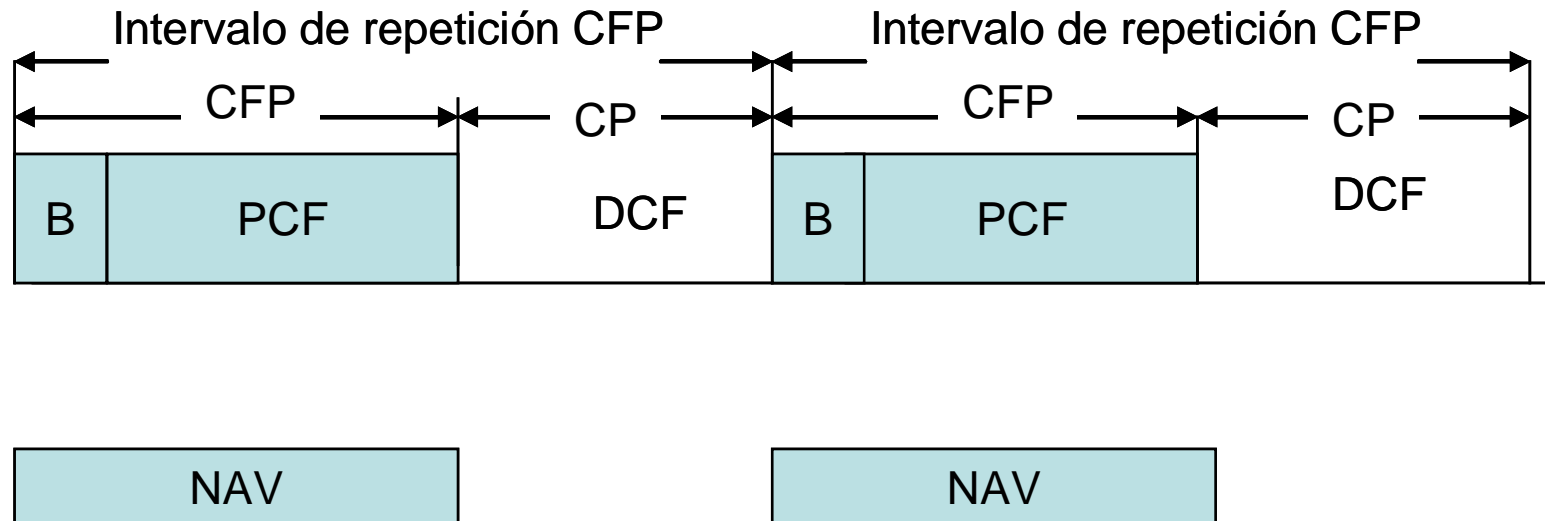 Intervalo de repetición CFP Intervalo de repetición CFP
CFP CP CFP CP
B PCF DCF B PCF DCF
NAV NAV